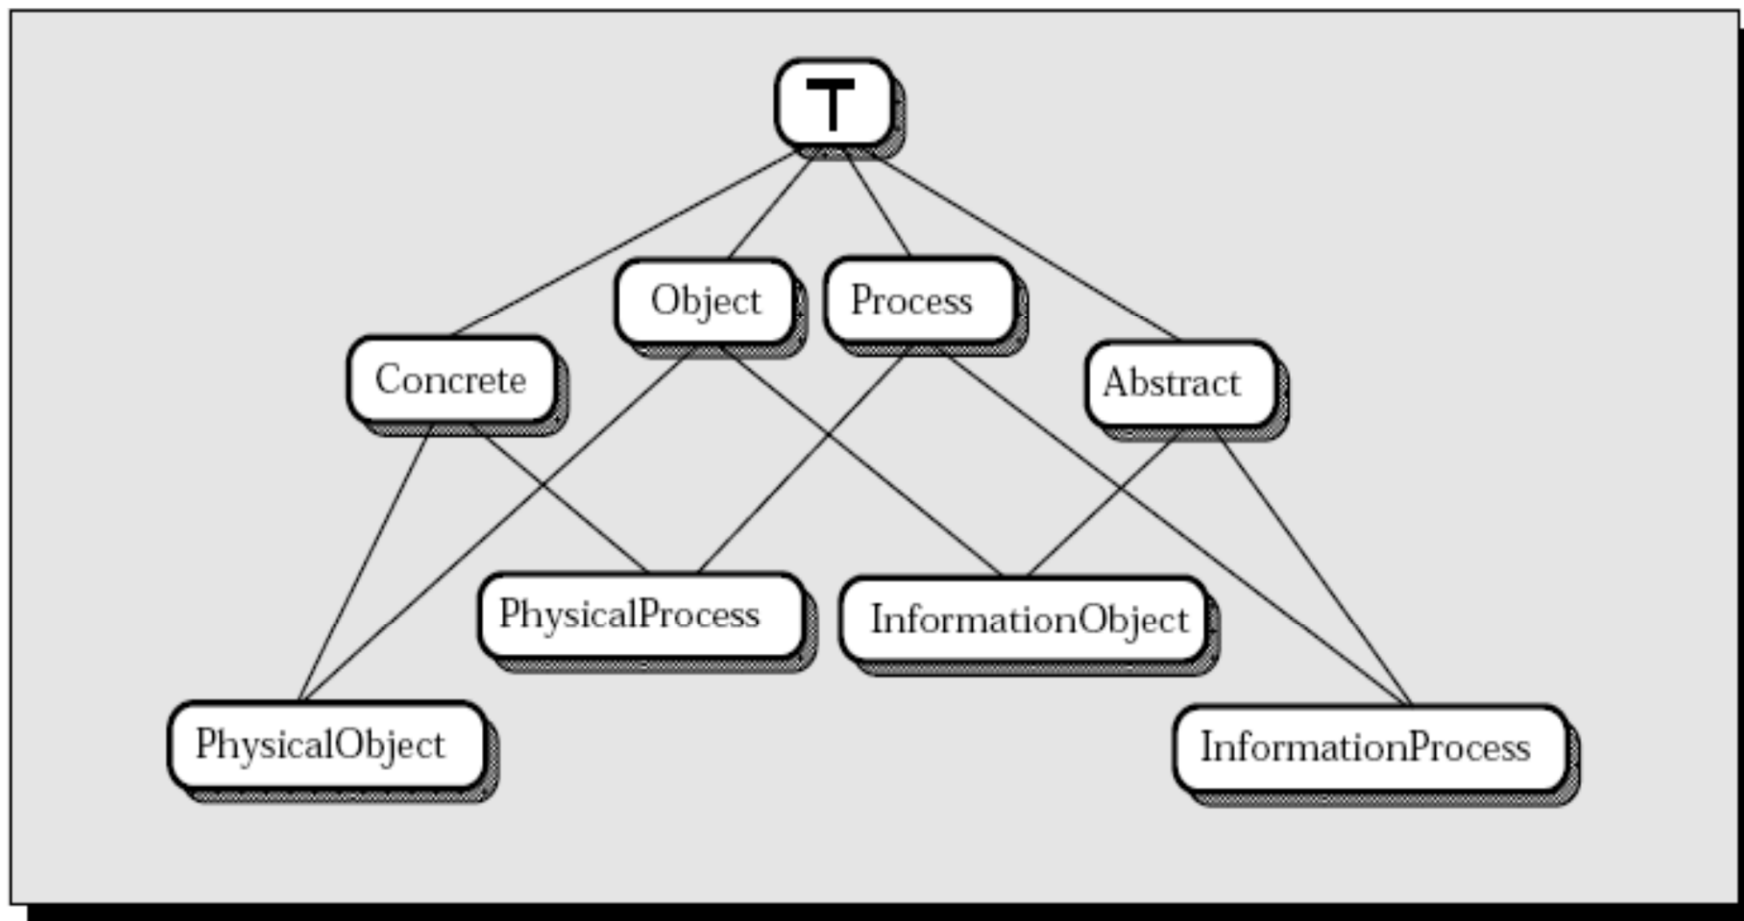 T
Object
Process
Concrete
Abstract
PhysicalProcess
InformationObject
PhysicalObject
InformationProcess